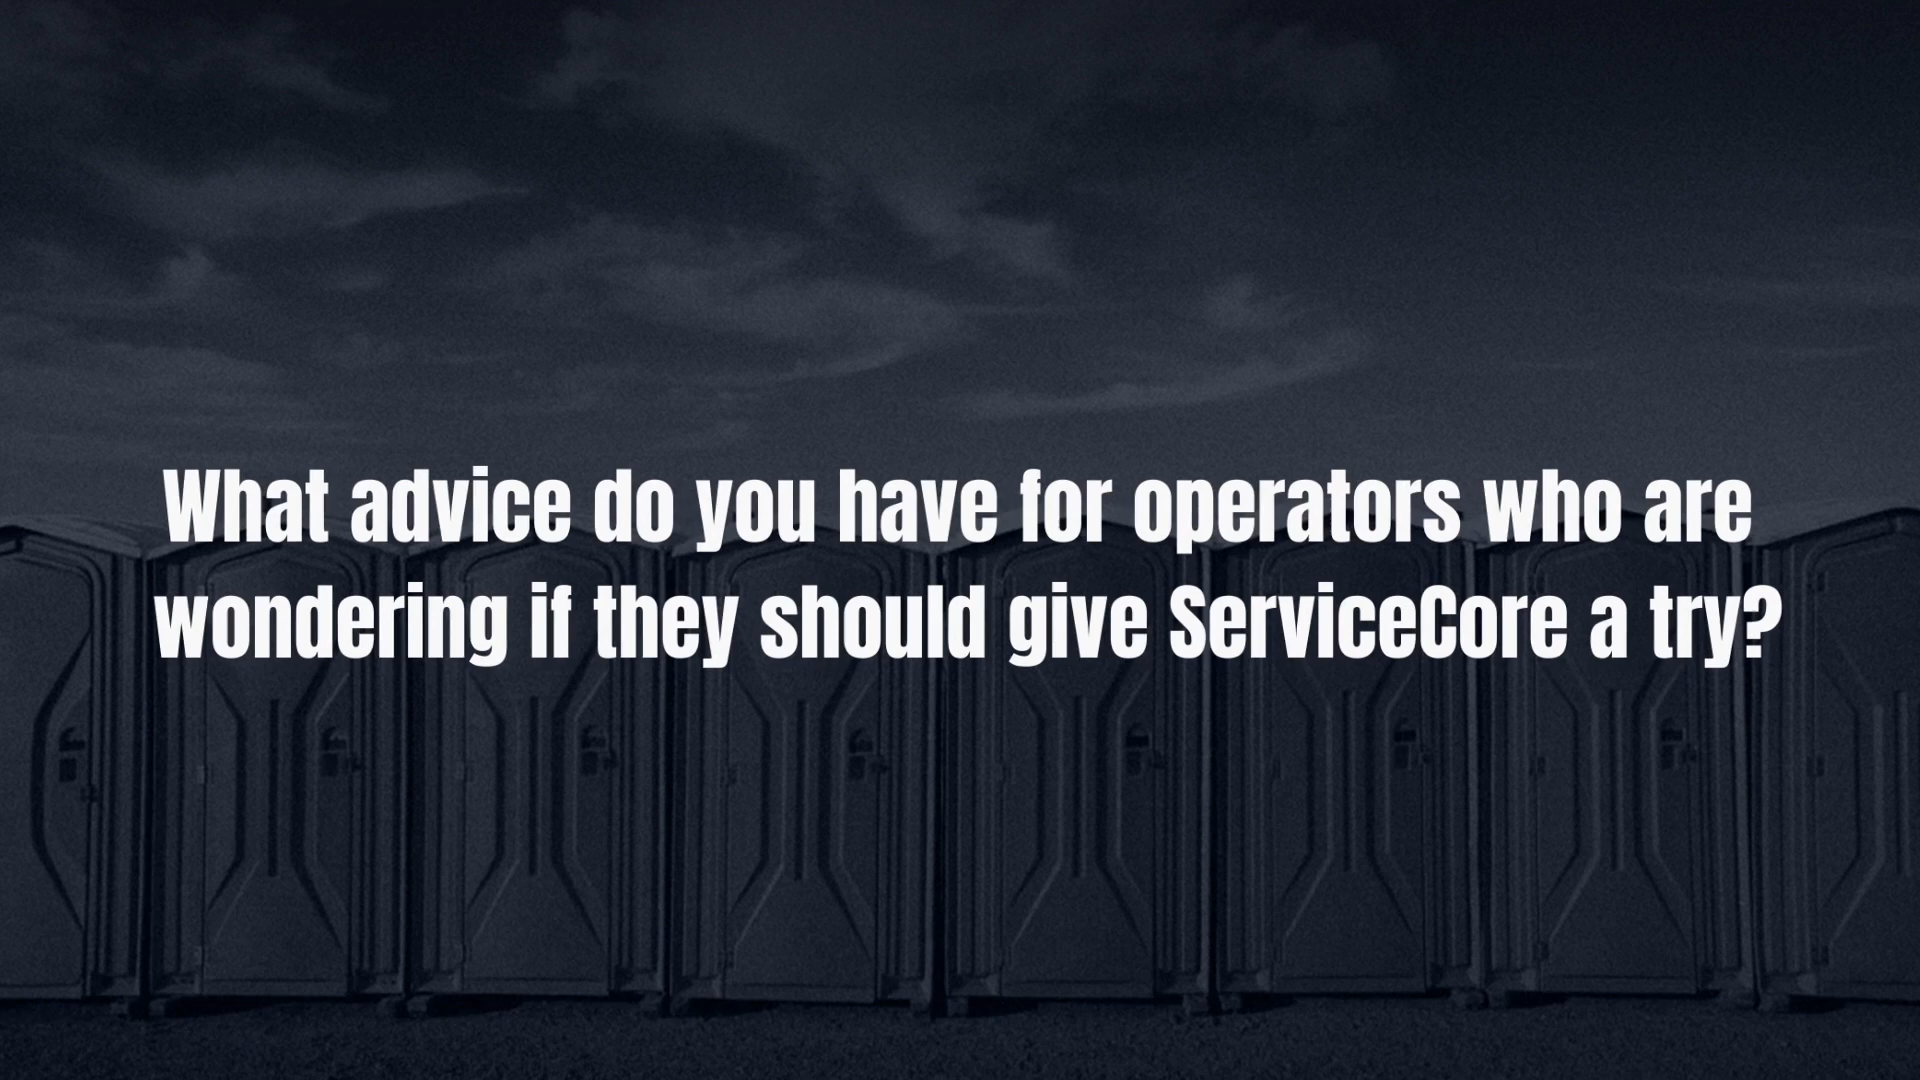 What advice do you have for operators who are
wondering if they should give ServiceCore a try?